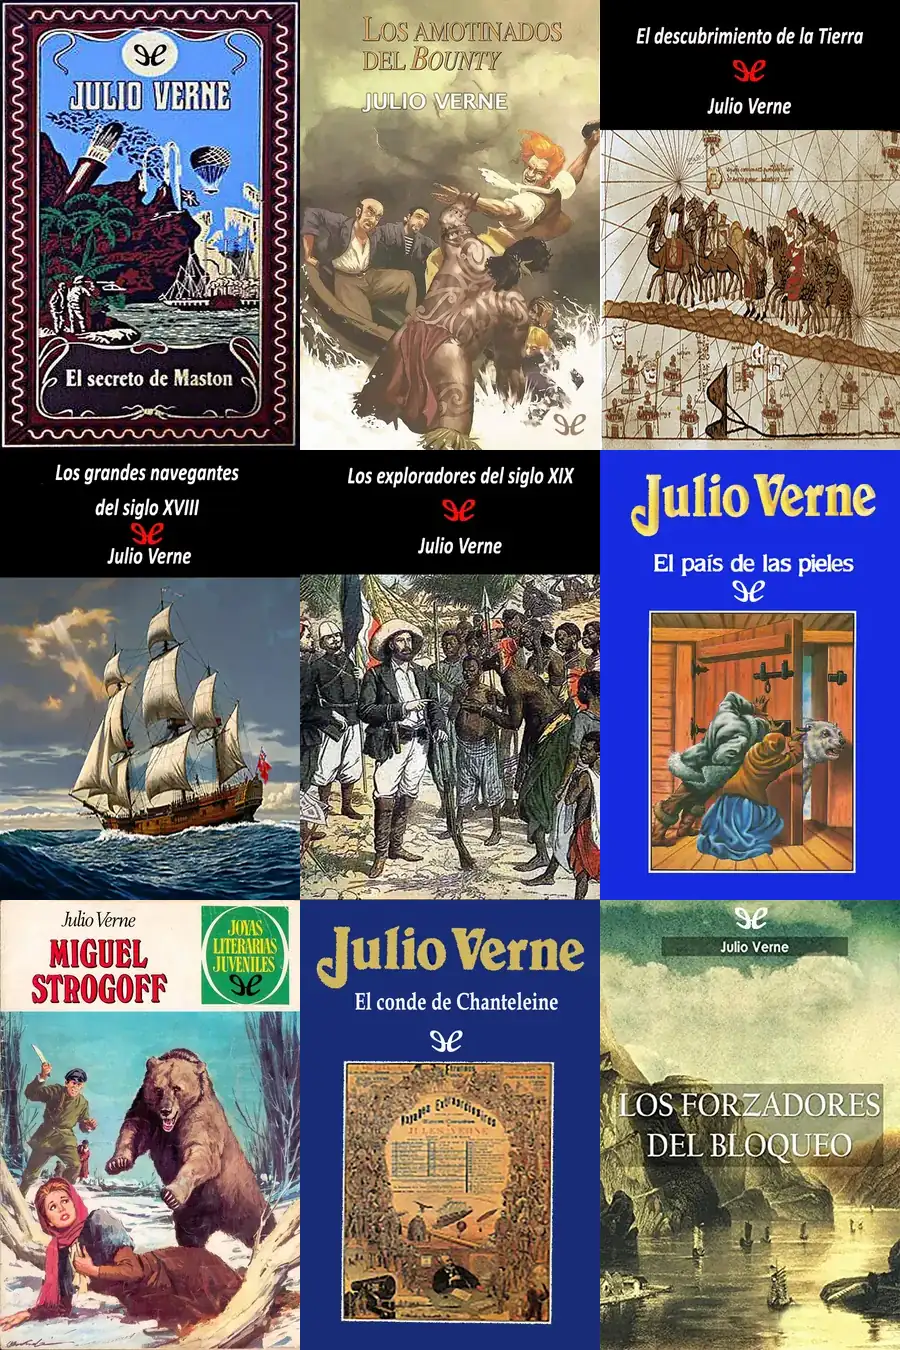 JULIO VERNE
El secreto de Maston
LOS AMOTINADOS
DEL BOUNTY
JULIO VERNE
El descubrimiento de la Tierra
Julio Verne
Los grandes navegantes
del siglo XVIII
Julio Verne
Los exploradores del siglo XIX
Julio Verne
Julio Verne
El país de las pieles
Julio Verne
MIGUEL
STROGOFF
JOYAS
LITERARIAS
JUVENILES
Julio Verne
El conde de Chanteleine
Julio Verne
LOS FORZADORES
DEL BLOQUEO